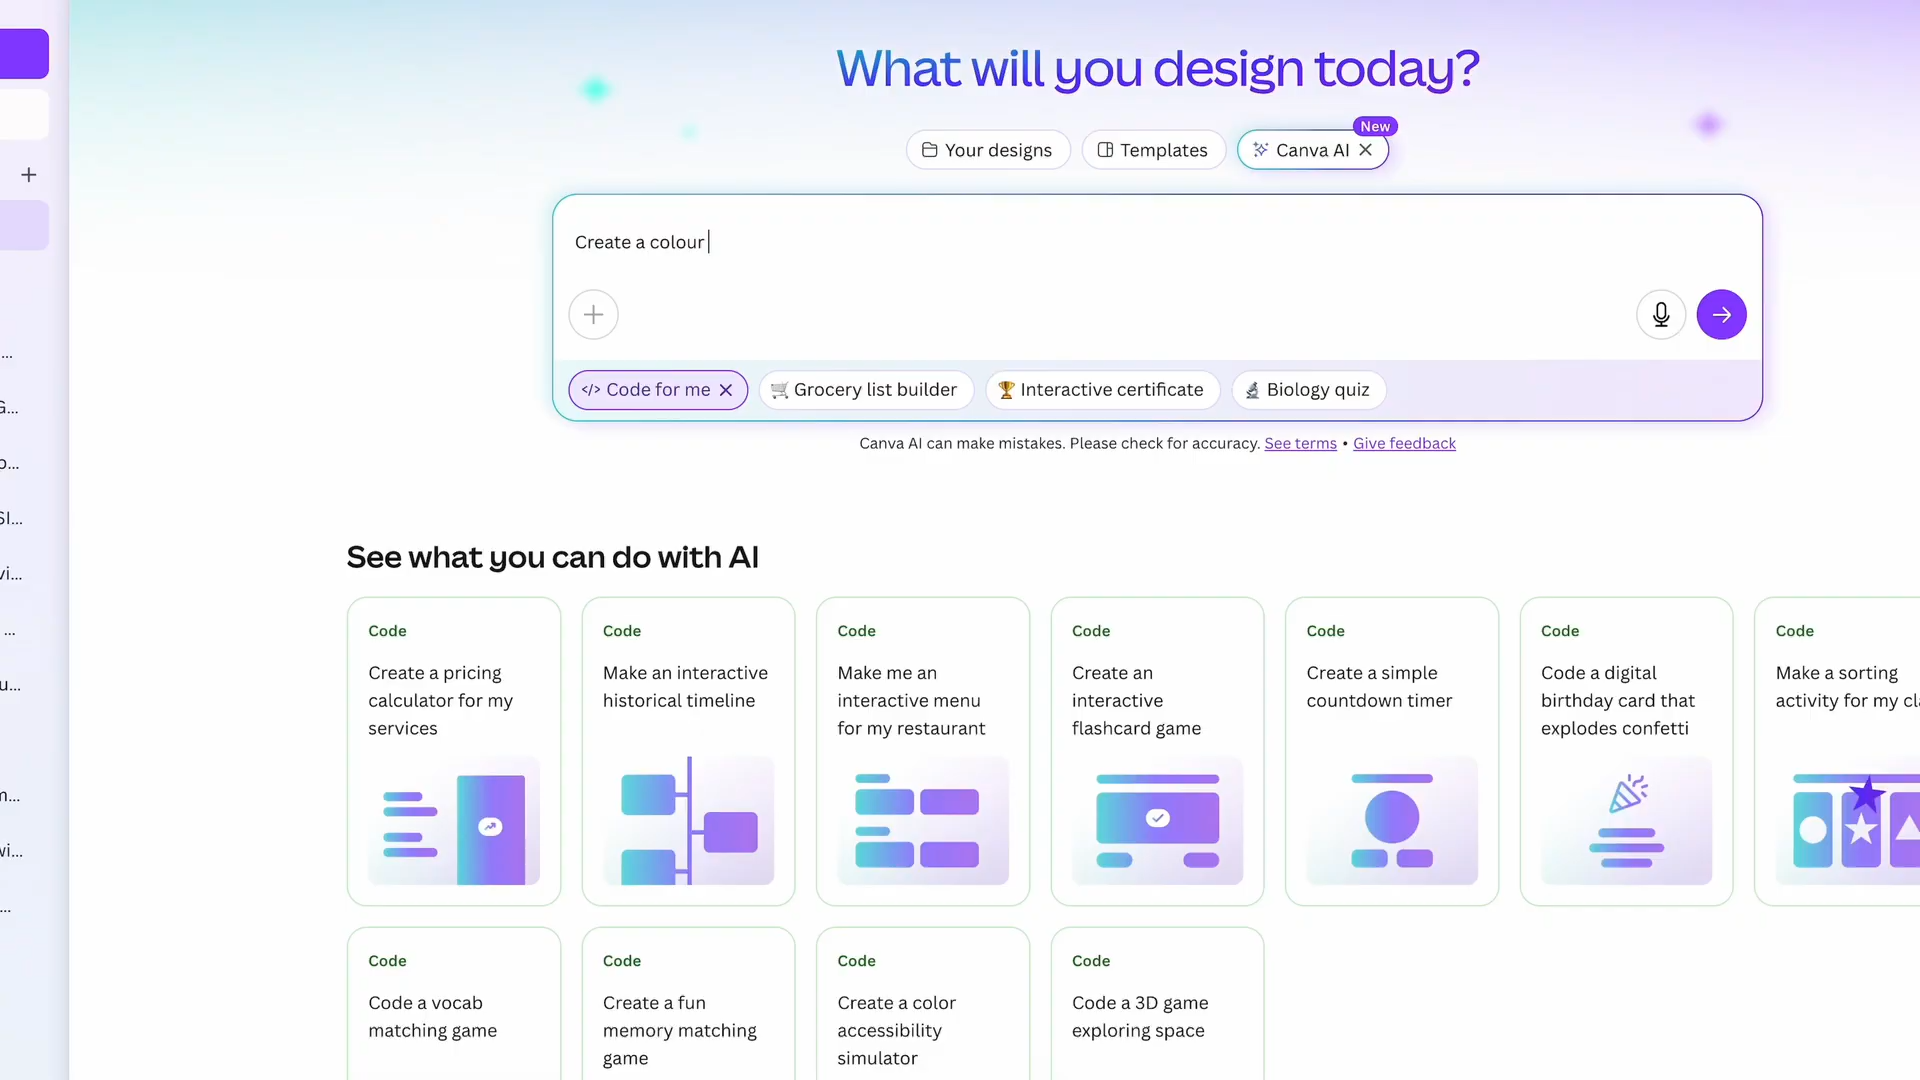 What will you design today?
New
Your designs
Templates
Canva AI
Create a colour
</> Code for me
Grocery list builder
Interactive certificate
Biology quiz
Canva AI can make mistakes. Please check for accuracy. See terms • Give feedback
See what you can do with AI
Code
Create a pricing
calculator for my
services
Code
Make an interactive
historical timeline
Code
Make me an
interactive menu
for my restaurant
Code
Create an
interactive
flashcard game
Code
Create a simple
countdown timer
Code
Code a digital
birthday card that
explodes confetti
Code
Make a sorting
activity for my
Code
Code a vocab
matching game
Code
Create a fun
memory matching
game
Code
Create a color
accessibility
simulator
Code
Code a 3D game
exploring space